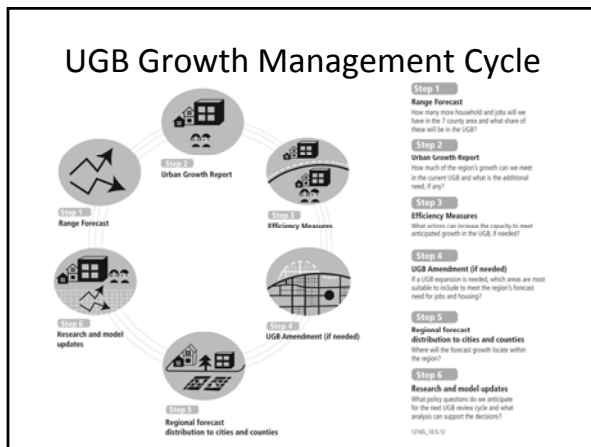 UGB Growth Management Cycle
Step 1
Range Forecast
Step 2
Urban Growth Report
Step 3
Efficiency Measures
UGB Amendment (if needed)
Step 4
Step 5
Regional forecast
distribution to cities and counties
Step 6
Research and model
updates
Step 1
Range Forecast
How many more household and jobs will we
have in the 7 county area and what share of
these will be in the UGB?
Step 2
Urban Growth Report
How much of the region's growth can we meet
in the current UGB and what is the additional
need, if any?
Step 3
Efficiency Measures
What actions can increase the capacity to meet
anticipated growth in the UGB, if needed?
Step 4
UGB Amendment (if needed)
If a UGB expansion is needed, which areas are most
suitable to include to meet the region's forecast
need for jobs and housing?
Step 5
Regional forecast
distribution to cities and counties
Where will the forecast growth locate within
the region?
Step 6
Research and model updates
What policy questions do we anticipate
for the next UGB review cycle and what
analysis can support the decisions?